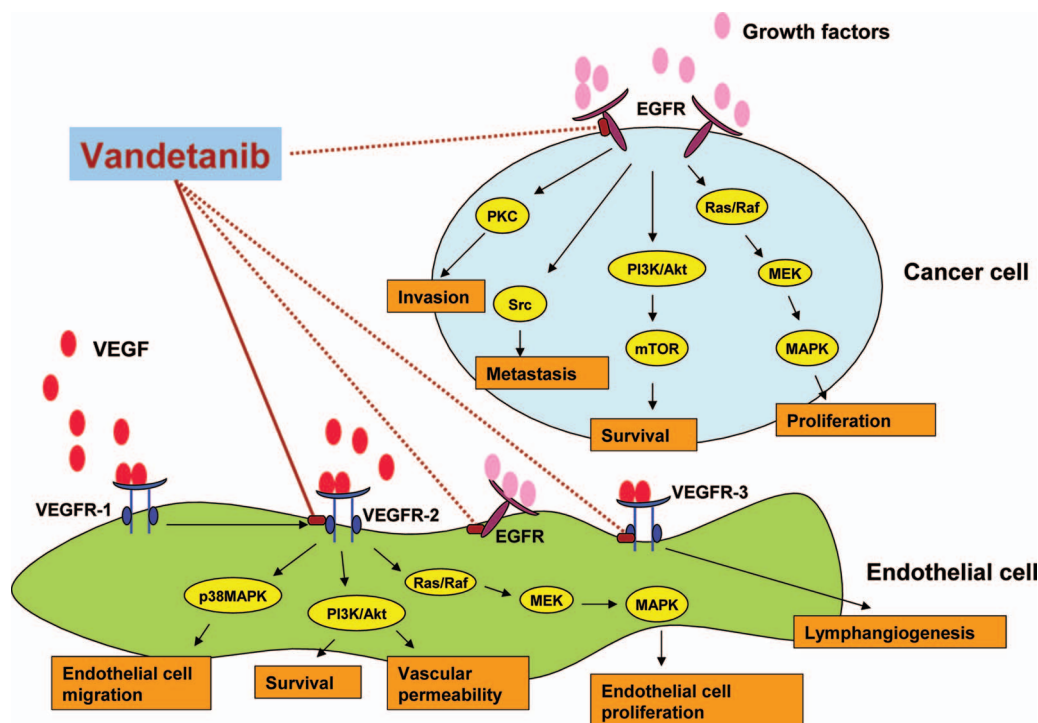 Growth factors
EGFR
Vandetanib
PKC
Ras/Raf
PI3K/Akt
MEK
Cancer cell
Invasion
Src
mTOR
MAPK
VEGF
Metastasis
Proliferation
Survival
VEGFR-1
VEGFR-2
EGFR
VEGFR-3
Endothelial cell
p38MAPK
PI3K/Akt
Ras/Raf
MEK
MAPK
Lymphangiogenesis
Endothelial cell
migration
Survival
Vascular
permeability
Endothelial cell
proliferation